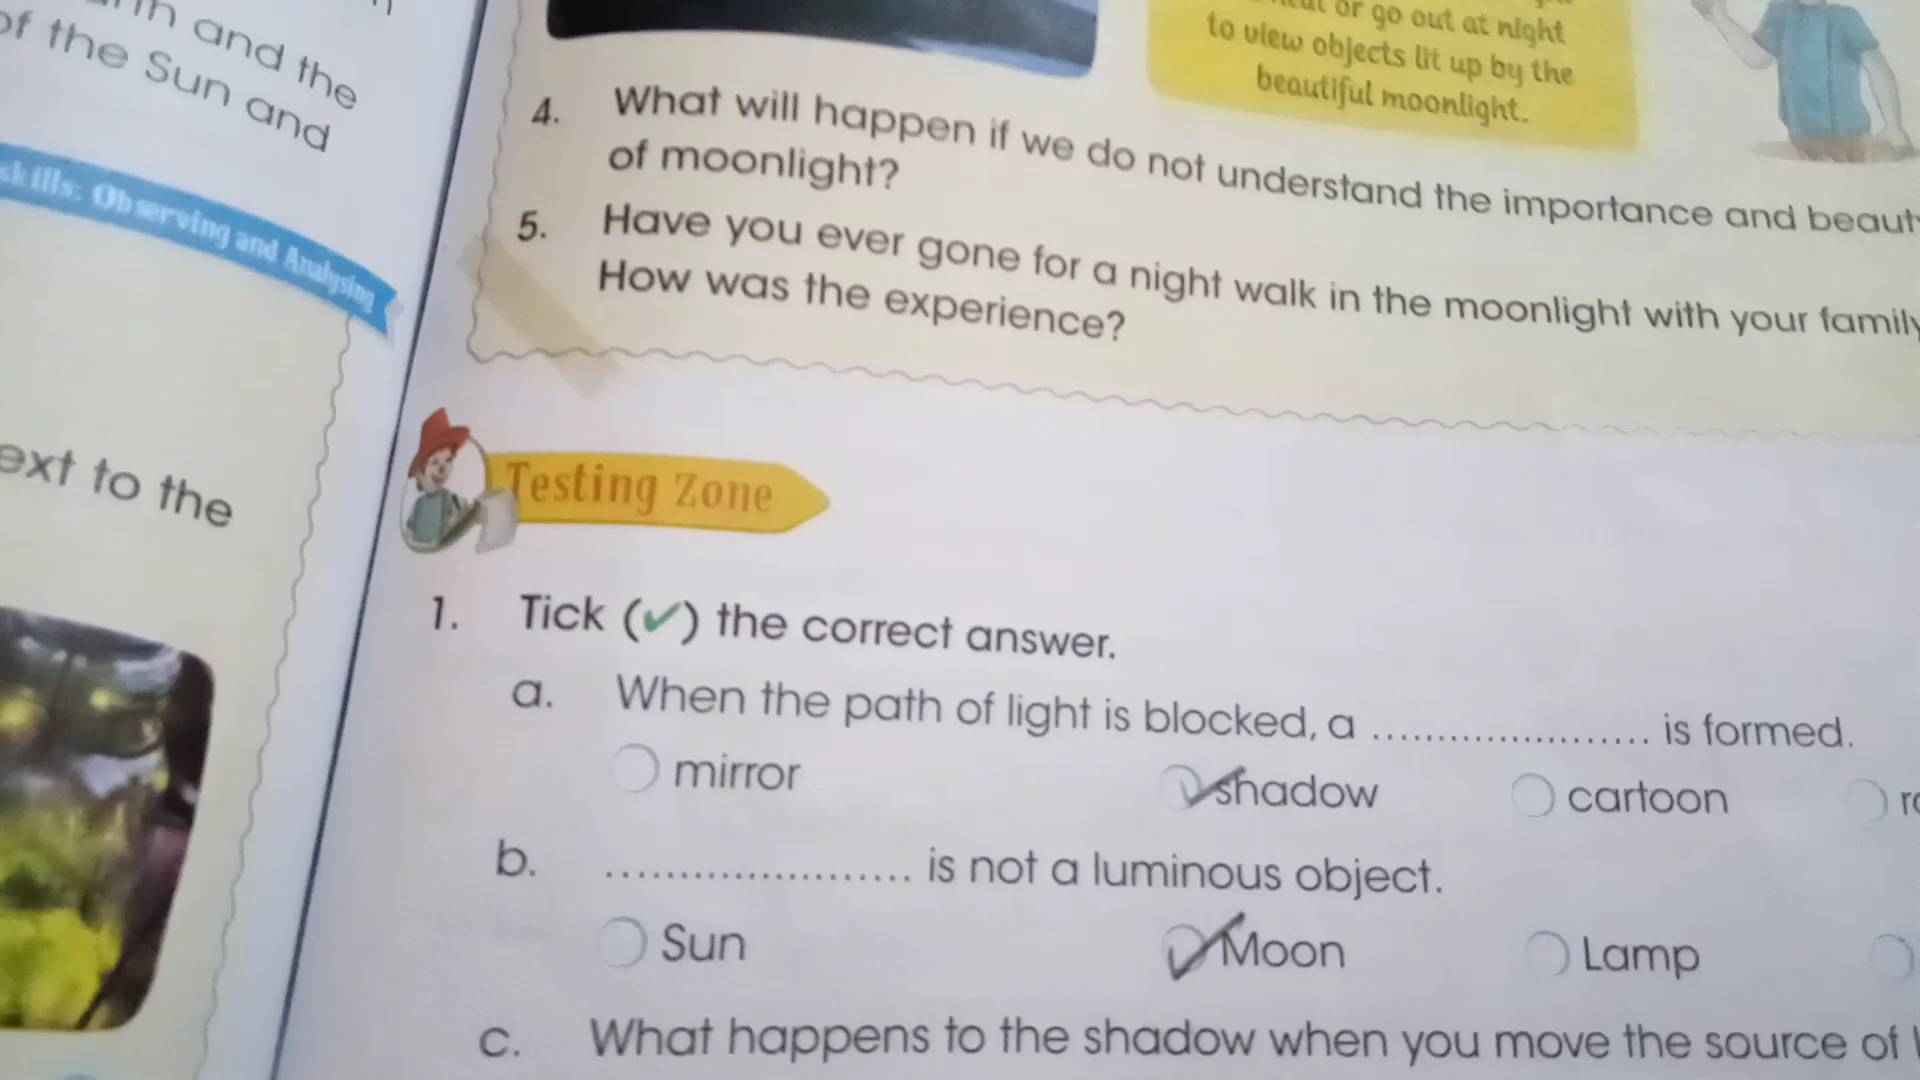 and the
of the Sun and
skills: Observing and Analysing
ext to the
or go out at night
to view objects lit up by the
beautiful moonlight.
4. What will happen if we do not understand the importance and beaut
of moonlight?
5. Have you ever gone for a night walk in the moonlight with your family
How was the experience?
Testing Zone
1. Tick (✔) the correct answer.
a. When the path of light is blocked, a ..................... is formed.
mirror shadow cartoon
b. ....................... is not a luminous object.
Sun Moon Lamp
c. What happens to the shadow when you move the source of